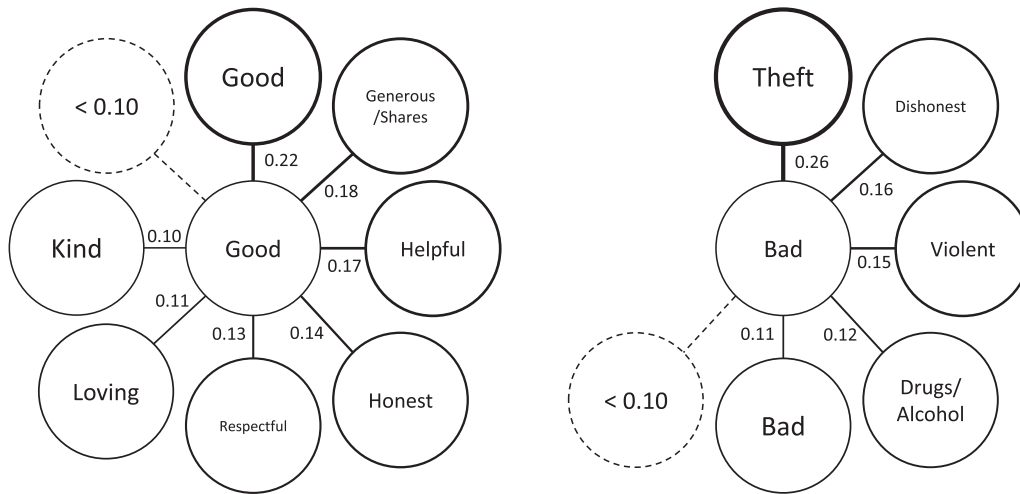 Good
< 0.10
Generous
/Shares
0.22
0.18
Kind
0.10
Good
0.17
Helpful
0.11
0.13
0.14
Loving
Respectful
Honest
Theft
Dishonest
0.26
0.16
Bad
0.15
Violent
0.11
0.12
< 0.10
Bad
Drugs/
Alcohol